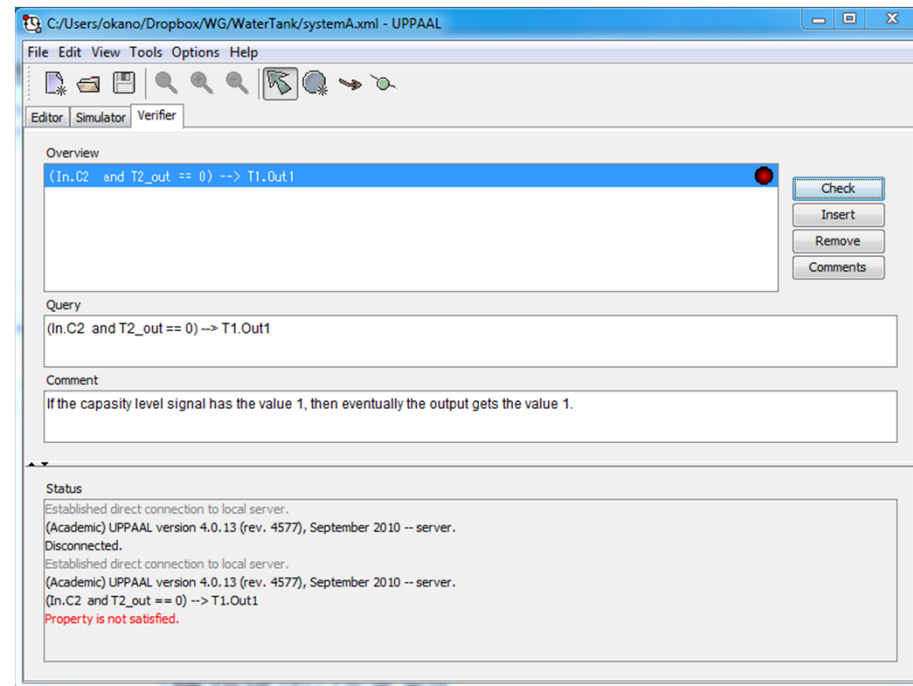 C:/Users/okano/Dropbox/WG/WaterTank/systemA.xml - UPPAAL
File Edit View Tools Options Help
Editor Simulator Verifier
Overview
(In.C2 and T2_out == 0) --> T1.Out1
Check
Insert
Remove
Comments
Query
(In.C2 and T2_out == 0) --> T1.Out1
Comment
If the capasity level signal has the value 1, then eventually the output gets the value 1.
Status
Established direct connection to local server.
(Academic) UPPAAL version 4.0.13 (rev. 4577), September 2010 -- server.
Disconnected.
Established direct connection to local server.
(Academic) UPPAAL version 4.0.13 (rev. 4577), September 2010 -- server.
(In.C2 and T2_out == 0) --> T1.Out1
Property is not satisfied.